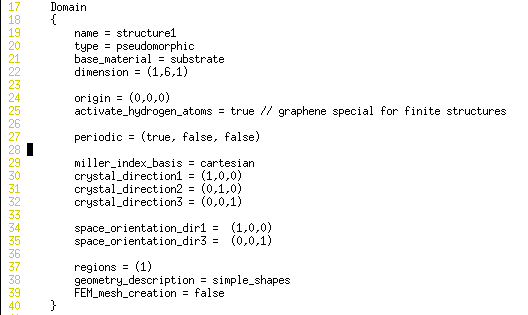 17 Domain
18 {
19 name = structure1
20 type = pseudomorphic
21 base_material = substrate
22 dimension = (1,6,1)
23
24 origin = (0,0,0)
25 activate_hydrogen_atoms = true // graphene special for finite structures
26
27 periodic = (true, false, false)
28
29 miller_index_basis = cartesian
30 crystal_direction1 = (1,0,0)
31 crystal_direction2 = (0,1,0)
32 crystal_direction3 = (0,0,1)
33
34 space_orientation_dir1 =  (1,0,0)
35 space_orientation_dir3 =  (0,0,1)
36
37 regions = (1)
38 geometry_description = simple_shapes
39 FEM_mesh_creation = false
40 }